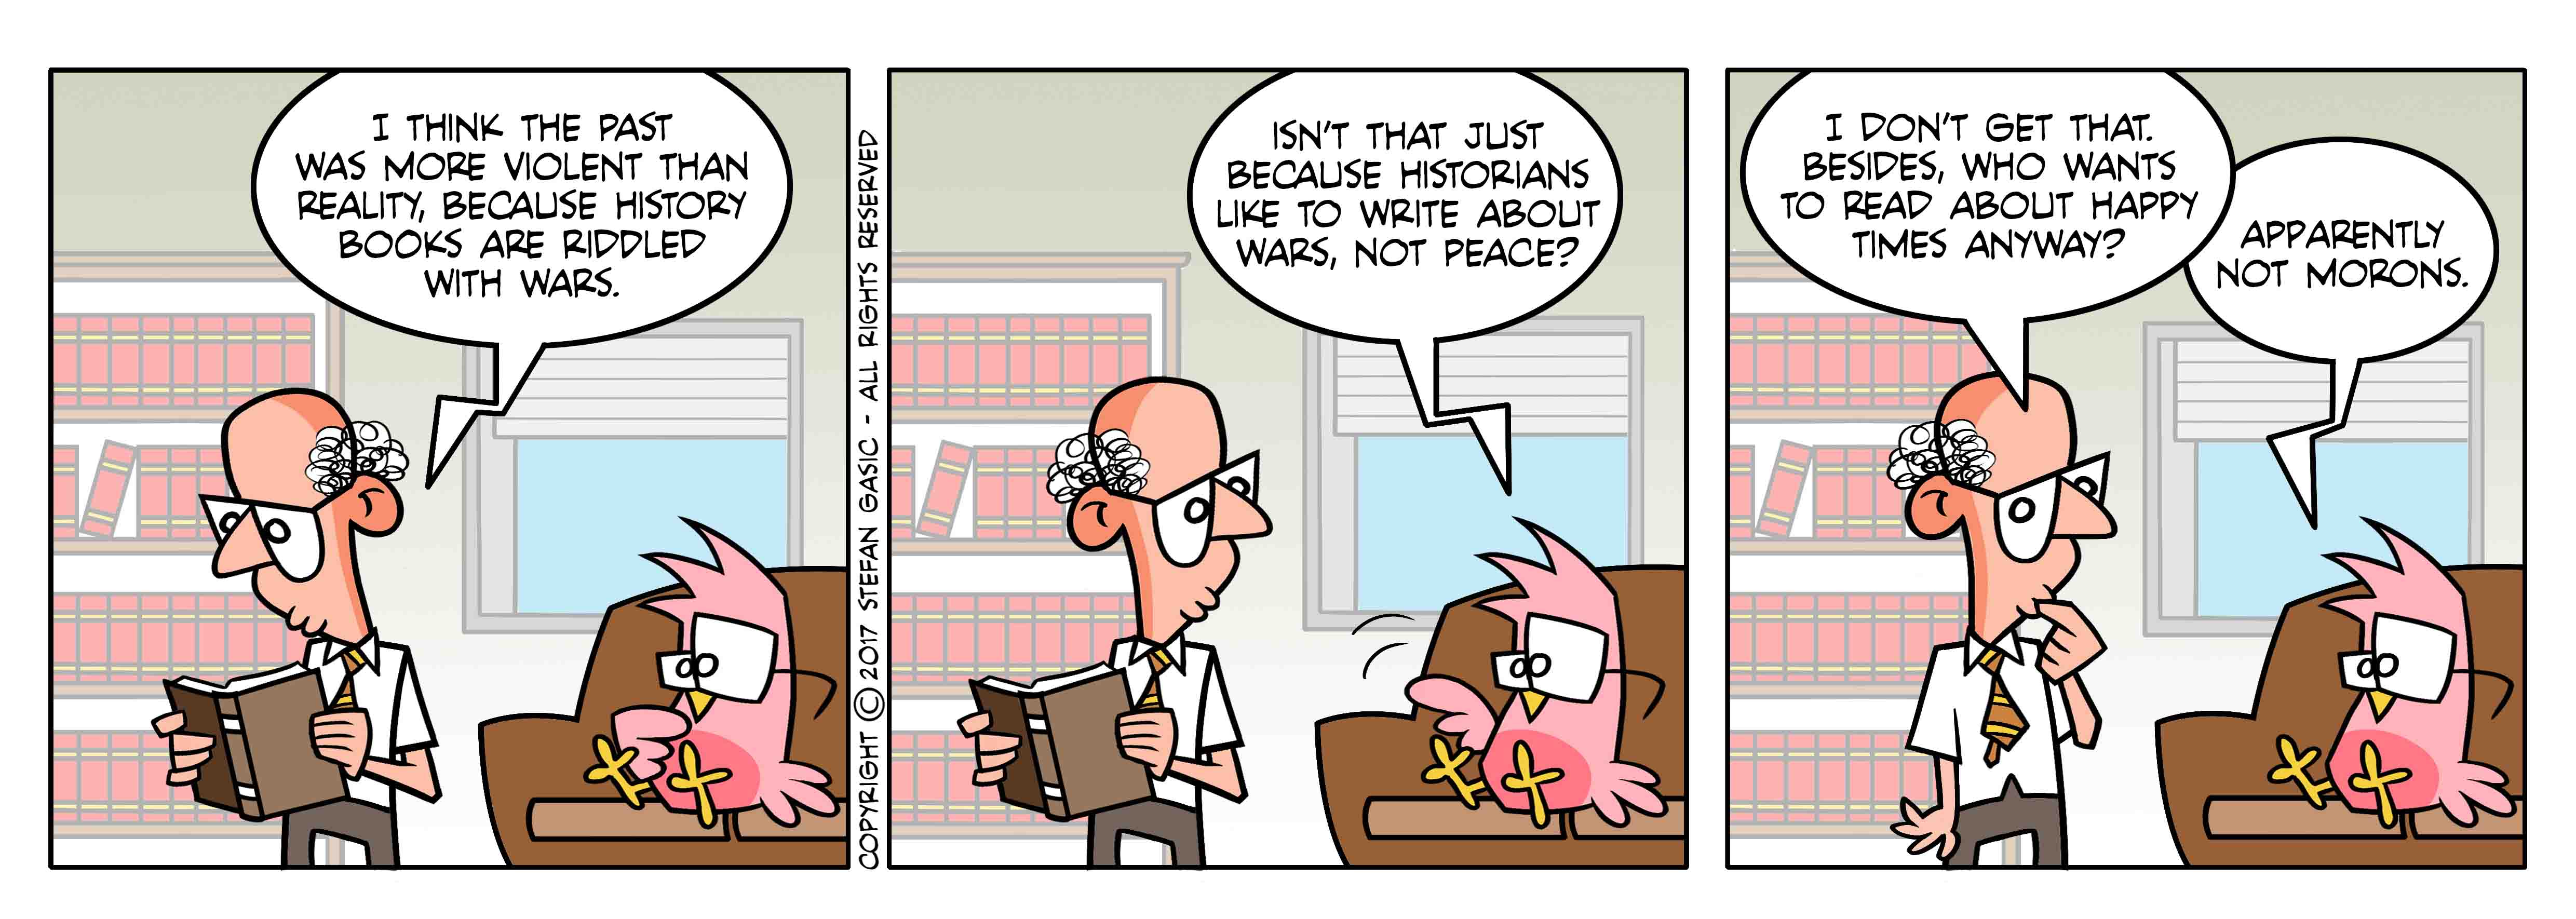 I THINK THE PAST
WAS MORE VIOLENT THAN
REALITY, BECAUSE HISTORY
BOOKS ARE RIDDLED
WITH WARS.
COPYRIGHT © 2017 STEFAN GASIC - ALL RIGHTS RESERVED
ISN'T THAT JUST
BECAUSE HISTORIANS
LIKE TO WRITE ABOUT
WARS, NOT PEACE?
I DON'T GET THAT.
BESIDES, WHO WANTS
TO READ ABOUT HAPPY
TIMES ANYWAY?
APPARENTLY
NOT MORONS.